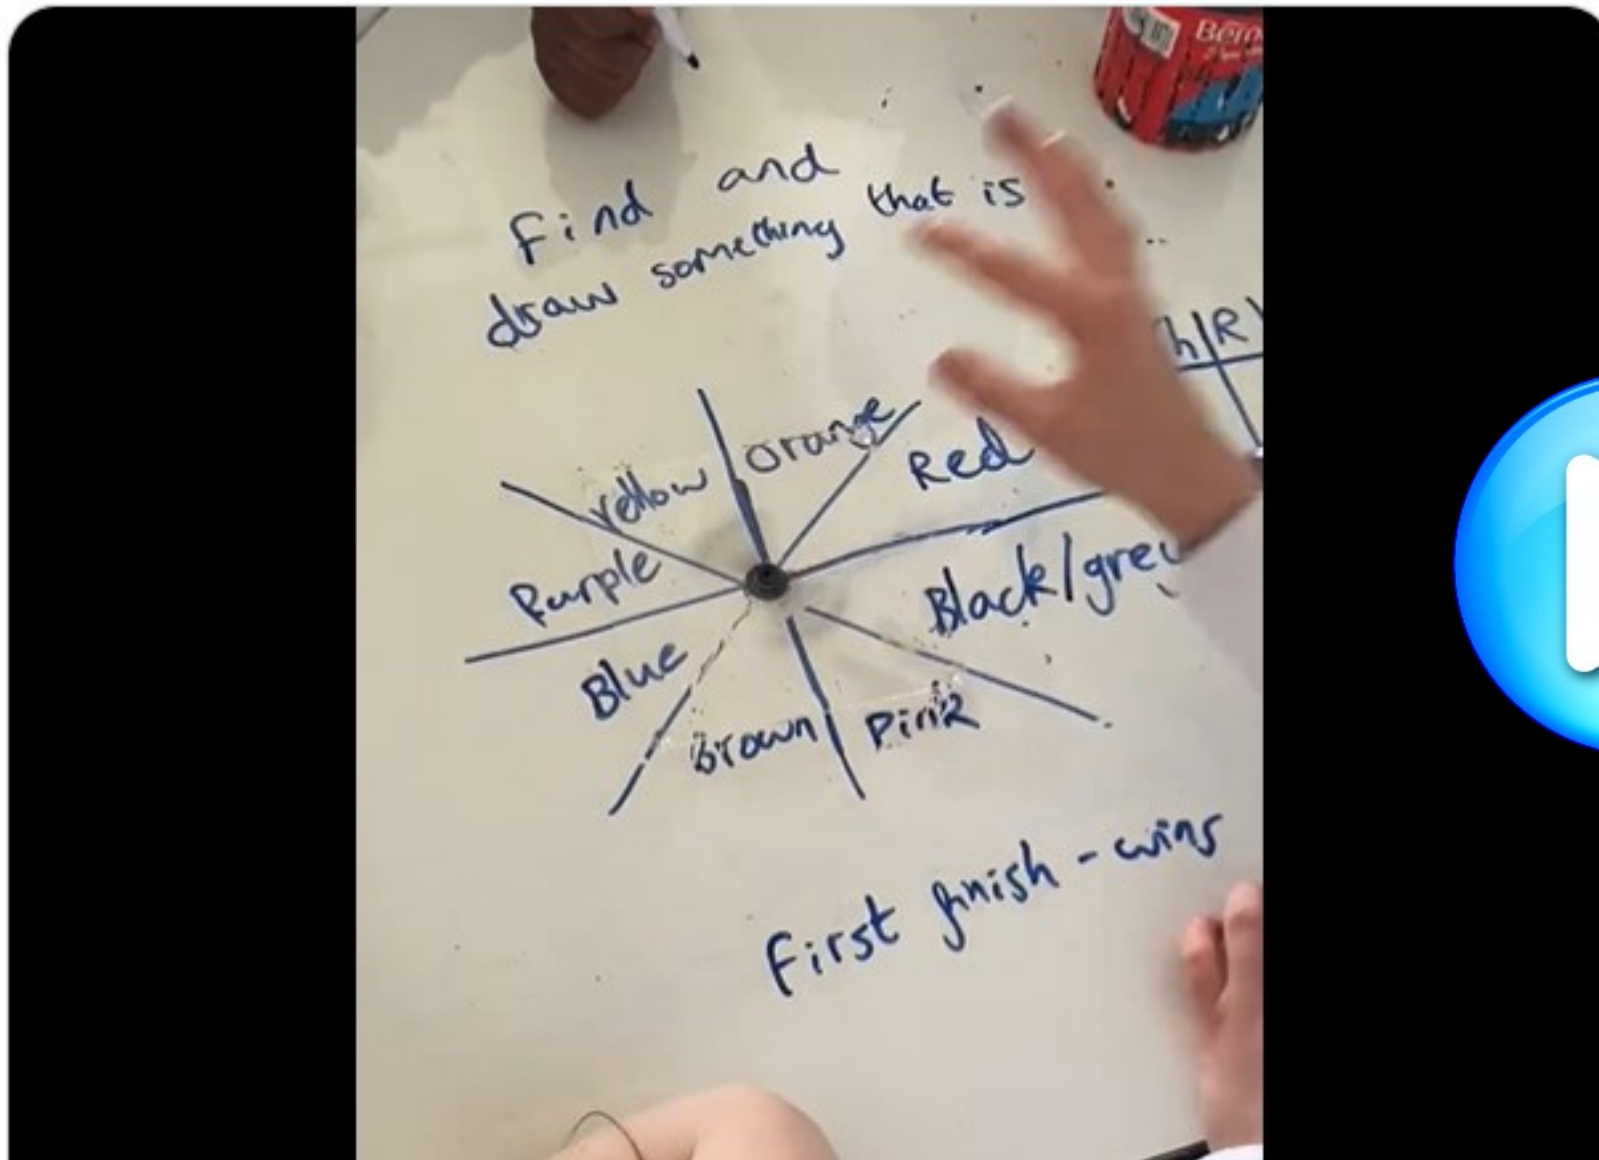 Find and
draw something that is
Yellow
Orange
Red
Purple
Black/grey
Blue
Brown
Pink
First finish - wins
h R